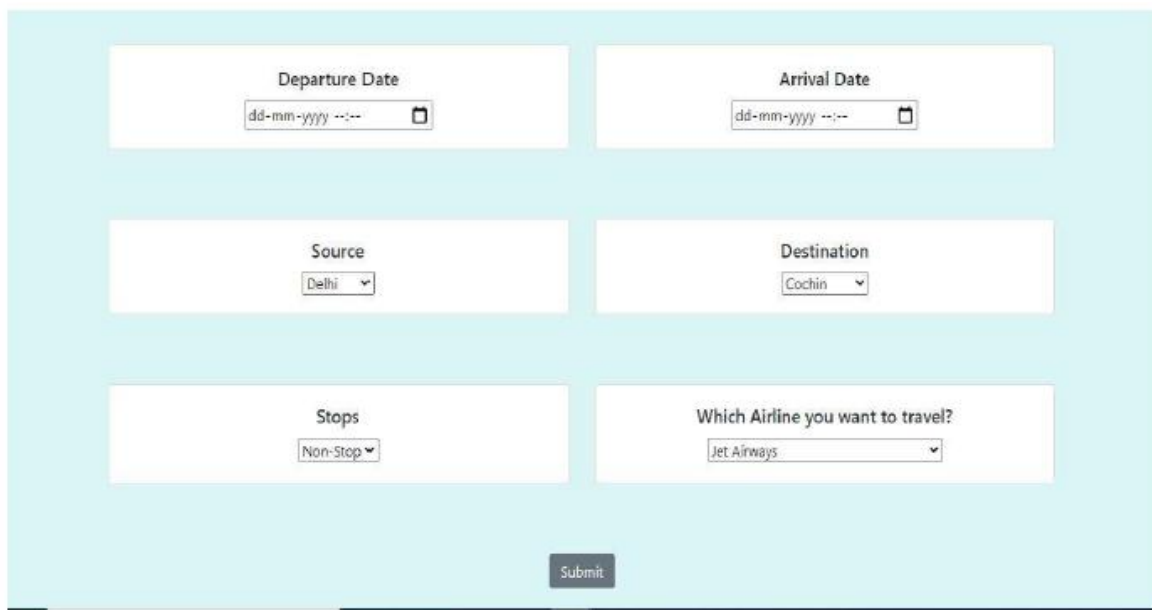 Departure Date
Arrival Date
dd-mm-yyyy --:--
dd-mm-yyyy --:--
Source
Destination
Delhi
Cochin
Stops
Which Airline you want to travel?
Non-Stop
Jet Airways
Submit